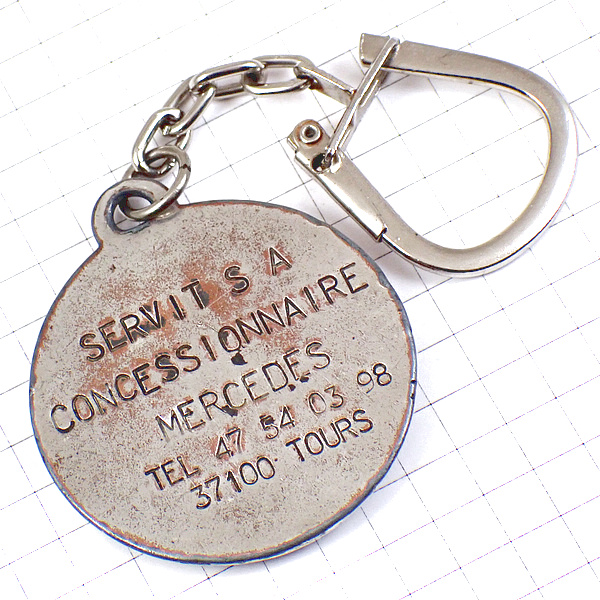 SERVIT S A
CONCESSIONNAIRE
MERCEDES
TEL 47 54 03 98
37100 TOURS